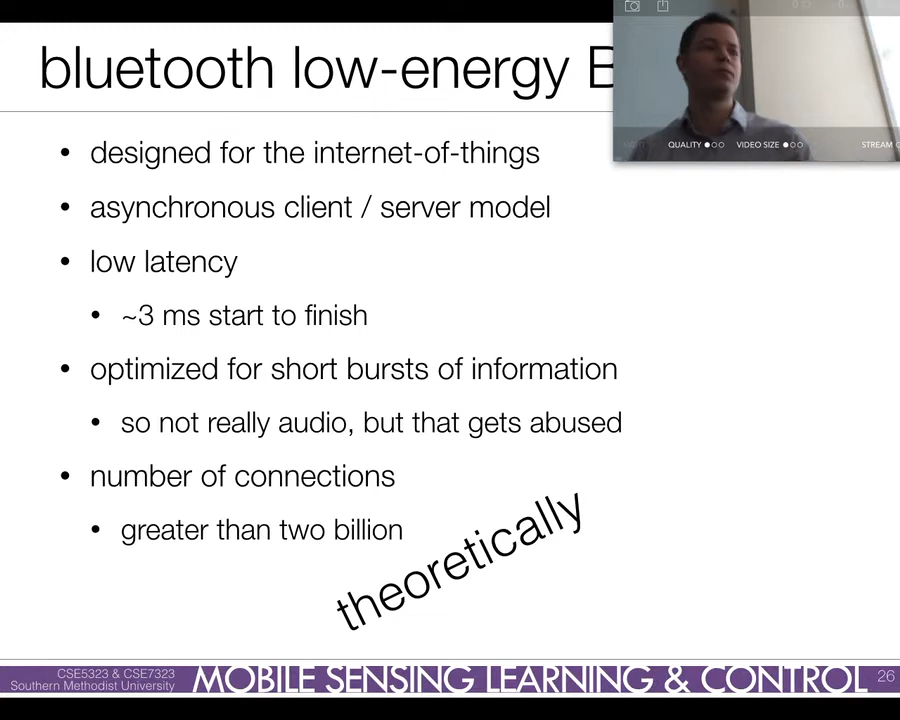 bluetooth low-energy B
• designed for the internet-of-things
• asynchronous client / server model
• low latency
• ~3 ms start to finish
• optimized for short bursts of information
• so not really audio, but that gets abused
• number of connections
• greater than two billion
theoretically
QUALITY VIDEO SIZE STREAM
CSE5323 & CSE7323
Southern Methodist University
MOBILE SENSING LEARNING & CONTROL
26